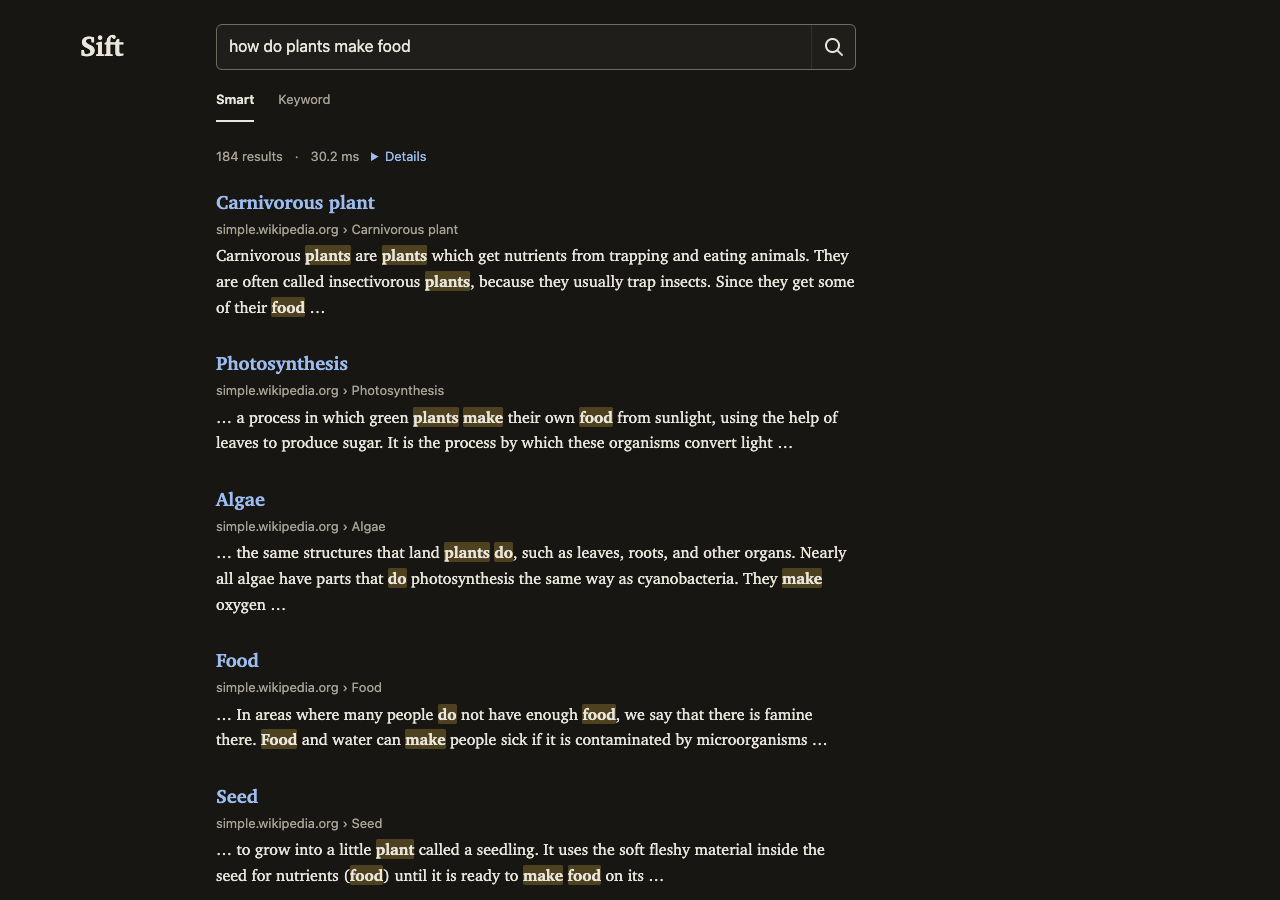 Sift
how do plants make food
Smart Keyword
184 results · 30.2 ms ▶ Details
Carnivorous plant
simple.wikipedia.org › Carnivorous plant
Carnivorous plants are plants which get nutrients from trapping and eating animals. They
are often called insectivorous plants, because they usually trap insects. Since they get some
of their food …
Photosynthesis
simple.wikipedia.org › Photosynthesis
… a process in which green plants make their own food from sunlight, using the help of
leaves to produce sugar. It is the process by which these organisms convert light …
Algae
simple.wikipedia.org › Algae
… the same structures that land plants do, such as leaves, roots, and other organs. Nearly
all algae have parts that do photosynthesis the same way as cyanobacteria. They make
oxygen …
Food
simple.wikipedia.org › Food
… In areas where many people do not have enough food, we say that there is famine
there. Food and water can make people sick if it is contaminated by microorganisms …
Seed
simple.wikipedia.org › Seed
… to grow into a little plant called a seedling. It uses the soft fleshy material inside the
seed for nutrients (food) until it is ready to make food on its …